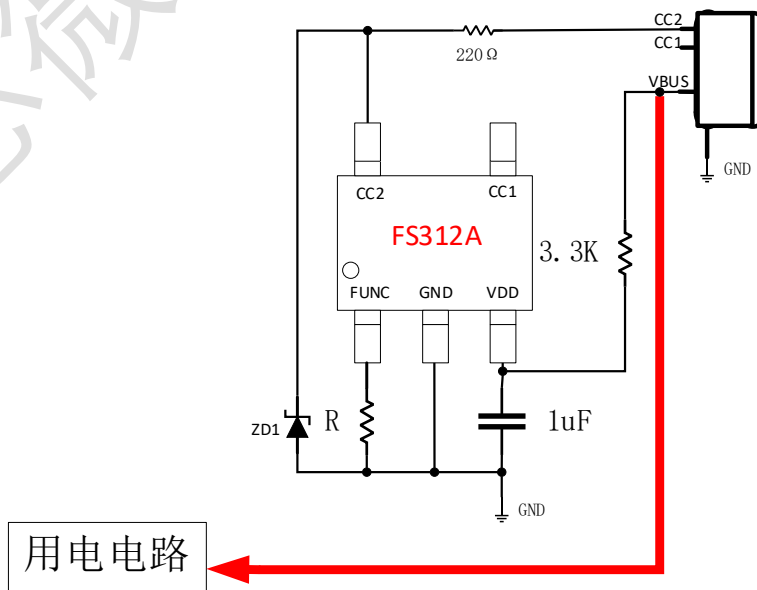 CC2
CC1
220Ω
VBUS
GND
CC2
CC1
FS312A
3.3K
FUNC
GND
VDD
ZD1
R
1uF
GND
用电电路